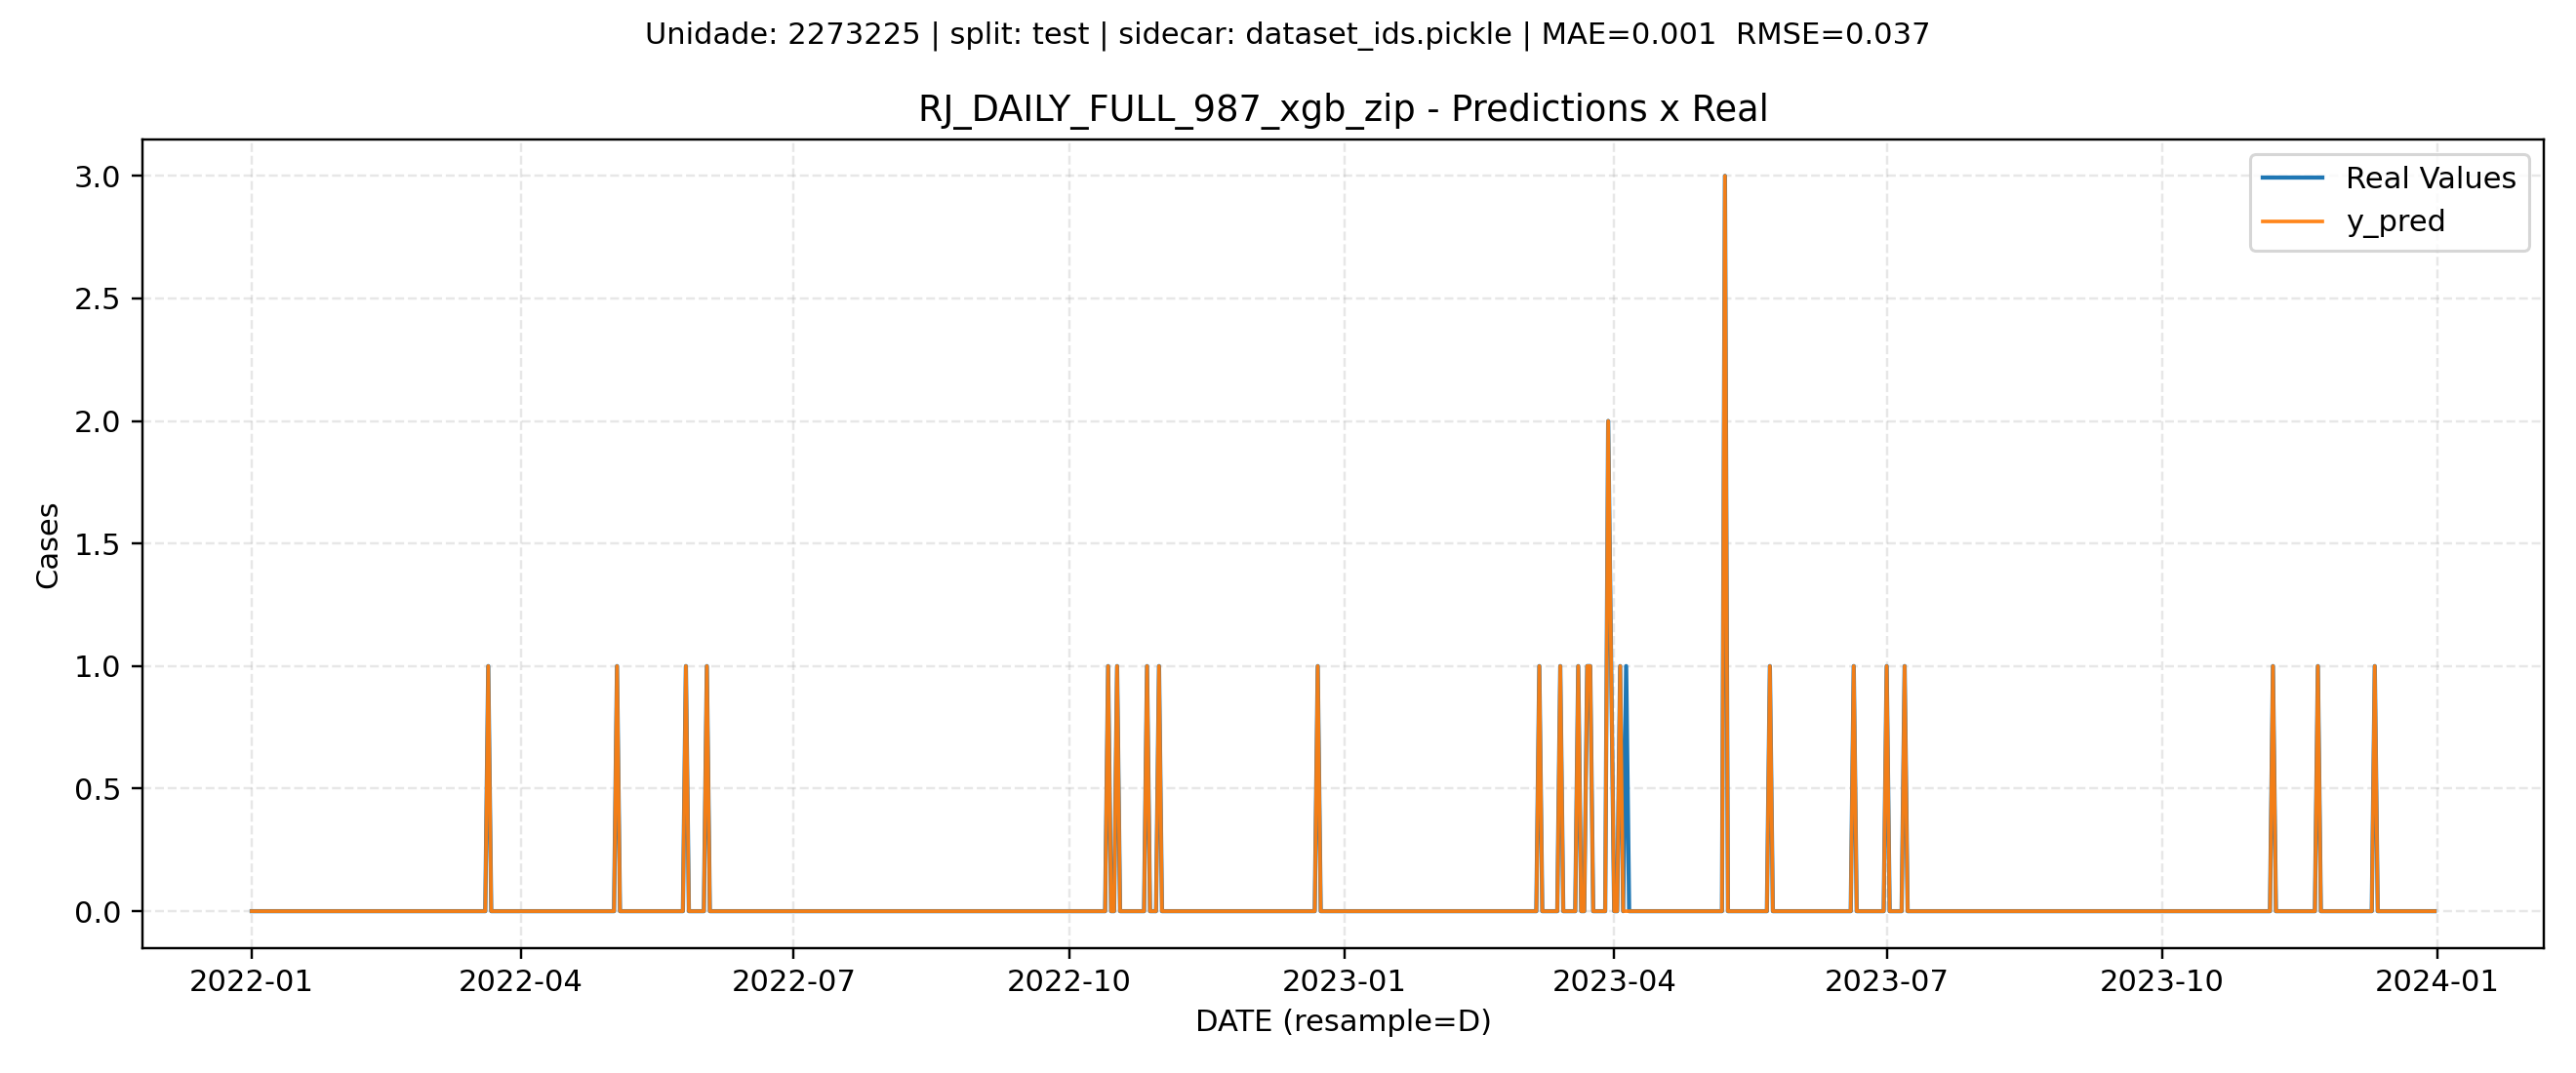 Unidade: 2273225 | split: test | sidecar: dataset_ids.pickle | MAE=0.001  RMSE=0.037
RJ_DAILY_FULL_987_xgb_zip - Predictions x Real
Real Values
y_pred
Cases
3.0
2.5
2.0
1.5
1.0
0.5
0.0
2022-01
2022-04
2022-07
2022-10
2023-01
2023-04
2023-07
2023-10
2024-01
DATE (resample=D)